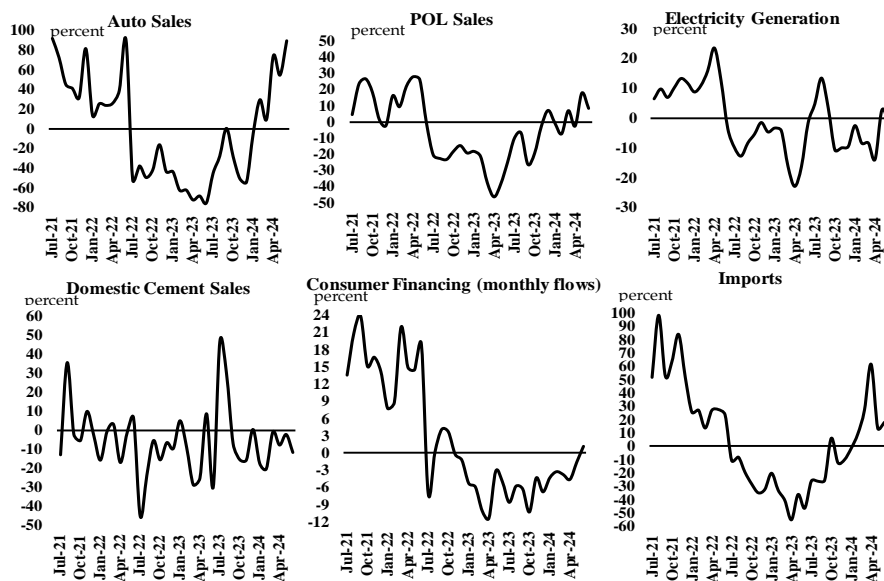 Auto Sales
percent
100
80
60
40
20
0
-20
-40
-60
-80
Jul-21
Oct-21
Jan-22
Apr-22
Jul-22
Oct-22
Jan-23
Apr-23
Jul-23
Oct-23
Jan-24
Apr-24
POL Sales
percent
50
40
30
20
10
0
-10
-20
-30
-40
-50
Jul-21
Oct-21
Jan-22
Apr-22
Jul-22
Oct-22
Jan-23
Apr-23
Jul-23
Oct-23
Jan-24
Apr-24
Electricity Generation
percent
30
20
10
0
-10
-20
-30
Jul-21
Oct-21
Jan-22
Apr-22
Jul-22
Oct-22
Jan-23
Apr-23
Jul-23
Oct-23
Jan-24
Apr-24
Domestic Cement Sales
percent
60
50
40
30
20
10
0
-10
-20
-30
-40
-50
Jul-21
Oct-21
Jan-22
Apr-22
Jul-22
Oct-22
Jan-23
Apr-23
Jul-23
Oct-23
Jan-24
Apr-24
Consumer Financing (monthly flows)
percent
24
21
18
15
12
9
6
3
0
-3
-6
-9
-12
Jul-21
Oct-21
Jan-22
Apr-22
Jul-22
Oct-22
Jan-23
Apr-23
Jul-23
Oct-23
Jan-24
Apr-24
Imports
percent
100
90
80
70
60
50
40
30
20
10
0
-10
-20
-30
-40
-50
-60
Jul-21
Oct-21
Jan-22
Apr-22
Jul-22
Oct-22
Jan-23
Apr-23
Jul-23
Oct-23
Jan-24
Apr-24